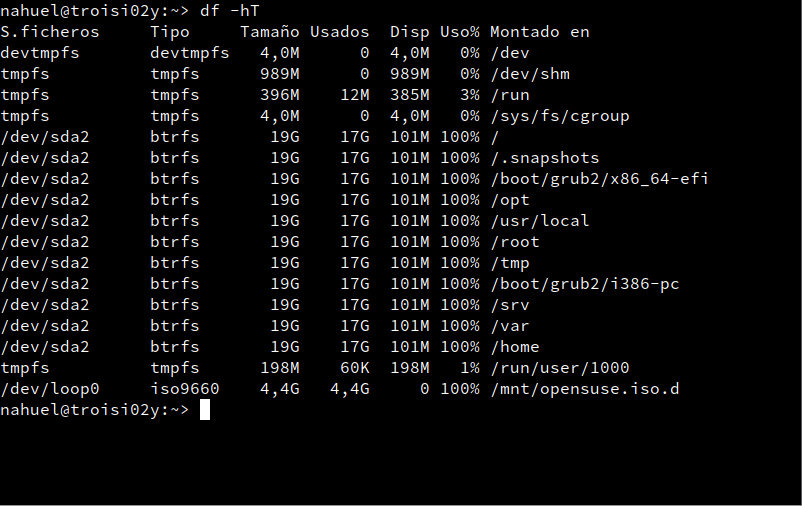 nahuel@troisi02y:~> df -hT
S.ficheros     Tipo     Tamaño Usados  Disp Uso% Montado en
devtmpfs       devtmpfs   4,0M      0  4,0M   0% /dev
tmpfs          tmpfs      989M      0  989M   0% /dev/shm
tmpfs          tmpfs      396M    12M  385M   3% /run
tmpfs          tmpfs      4,0M      0  4,0M   0% /sys/fs/cgroup
/dev/sda2      btrfs       19G    17G  101M 100% /
/dev/sda2      btrfs       19G    17G  101M 100% /.snapshots
/dev/sda2      btrfs       19G    17G  101M 100% /boot/grub2/x86_64-efi
/dev/sda2      btrfs       19G    17G  101M 100% /opt
/dev/sda2      btrfs       19G    17G  101M 100% /usr/local
/dev/sda2      btrfs       19G    17G  101M 100% /root
/dev/sda2      btrfs       19G    17G  101M 100% /tmp
/dev/sda2      btrfs       19G    17G  101M 100% /boot/grub2/i386-pc
/dev/sda2      btrfs       19G    17G  101M 100% /srv
/dev/sda2      btrfs       19G    17G  101M 100% /var
/dev/sda2      btrfs       19G    17G  101M 100% /home
tmpfs          tmpfs      198M    60K  198M   1% /run/user/1000
/dev/loop0     iso9660    4,4G   4,4G     0 100% /mnt/opensuse.iso.d
nahuel@troisi02y:~>